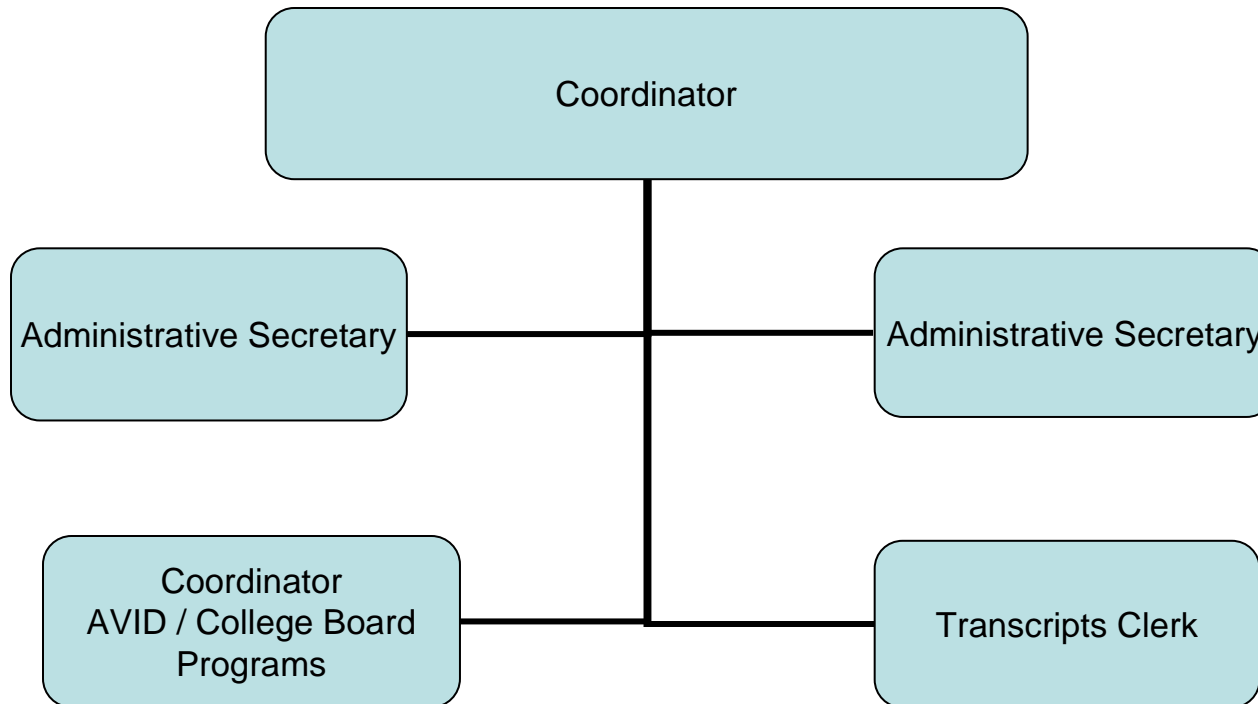 Coordinator
Administrative Secretary
Administrative Secretary
Coordinator
AVID / College Board
Programs
Transcripts Clerk